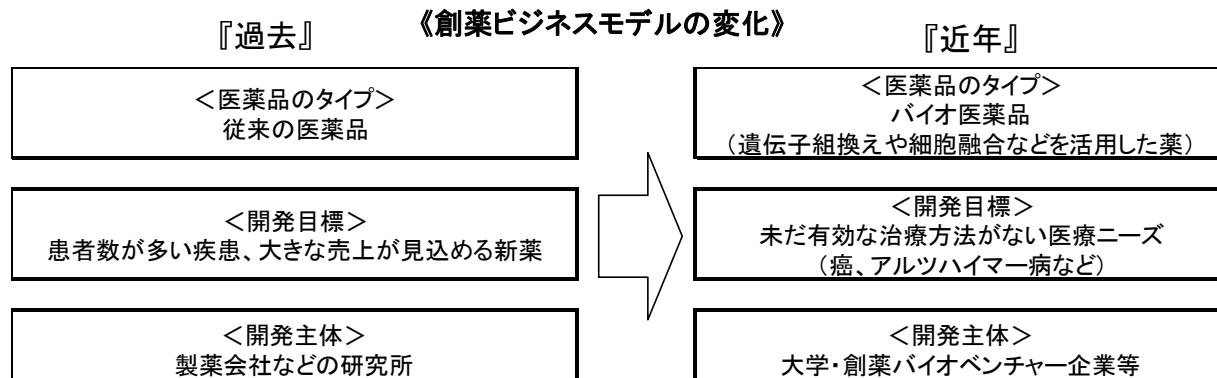 《創薬ビジネスモデルの変化》
『過去』
＜医薬品のタイプ＞
従来の医薬品
＜開発目標＞
患者数が多い疾患、大きな売上が見込める新薬
＜開発主体＞
製薬会社などの研究所
『近年』
＜医薬品のタイプ＞
バイオ医薬品
（遺伝子組換えや細胞融合などを活用した薬）
＜開発目標＞
未だ有効な治療方法がない医療ニーズ
（癌、アルツハイマー病など）
＜開発主体＞
大学・創薬バイオベンチャー企業等